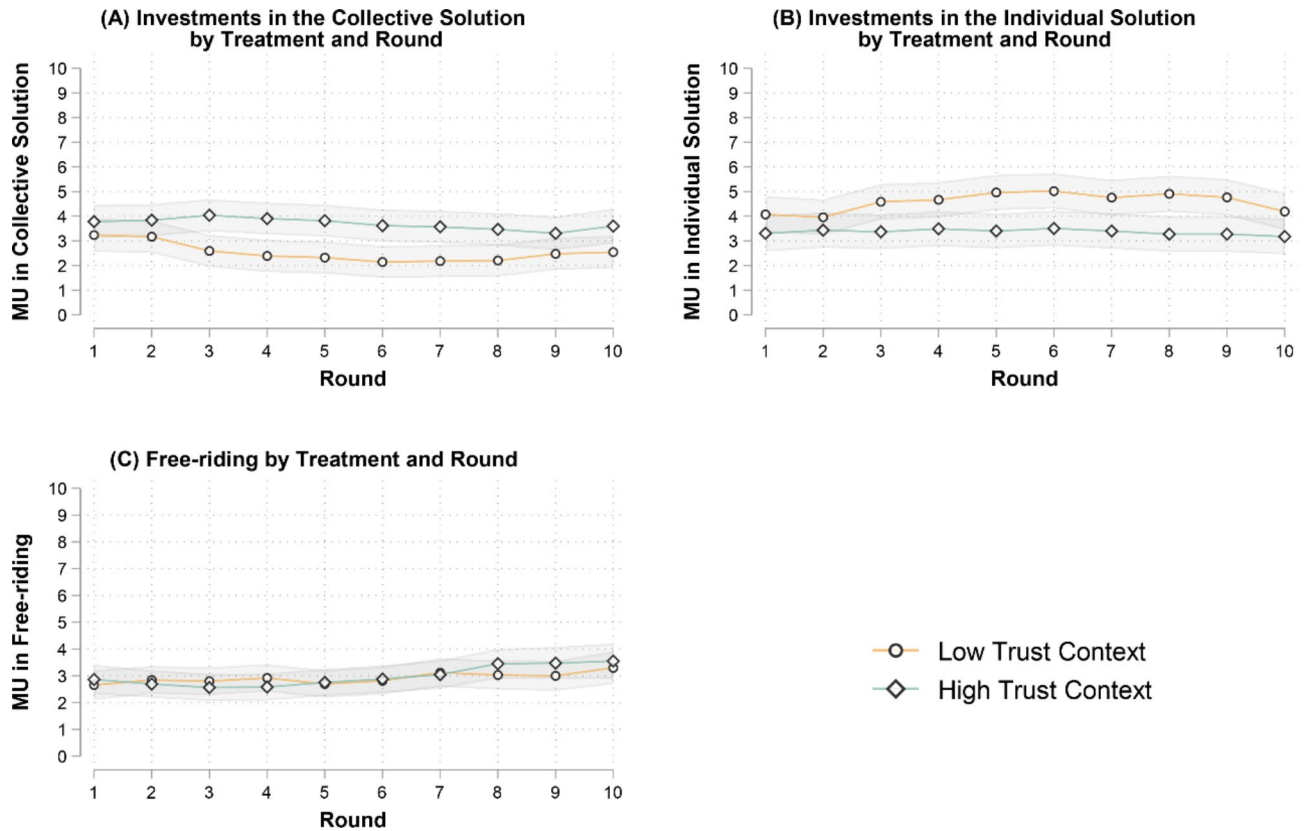 (A) Investments in the Collective Solution
by Treatment and Round
MU in Collective Solution
10
9
8
7
6
5
4
3
2
1
0
1 2 3 4 5 6 7 8 9 10
Round
(B) Investments in the Individual Solution
by Treatment and Round
MU in Individual Solution
10
9
8
7
6
5
4
3
2
1
0
1 2 3 4 5 6 7 8 9 10
Round
(C) Free-riding by Treatment and Round
MU in Free-riding
10
9
8
7
6
5
4
3
2
1
0
1 2 3 4 5 6 7 8 9 10
Round
Low Trust Context
High Trust Context